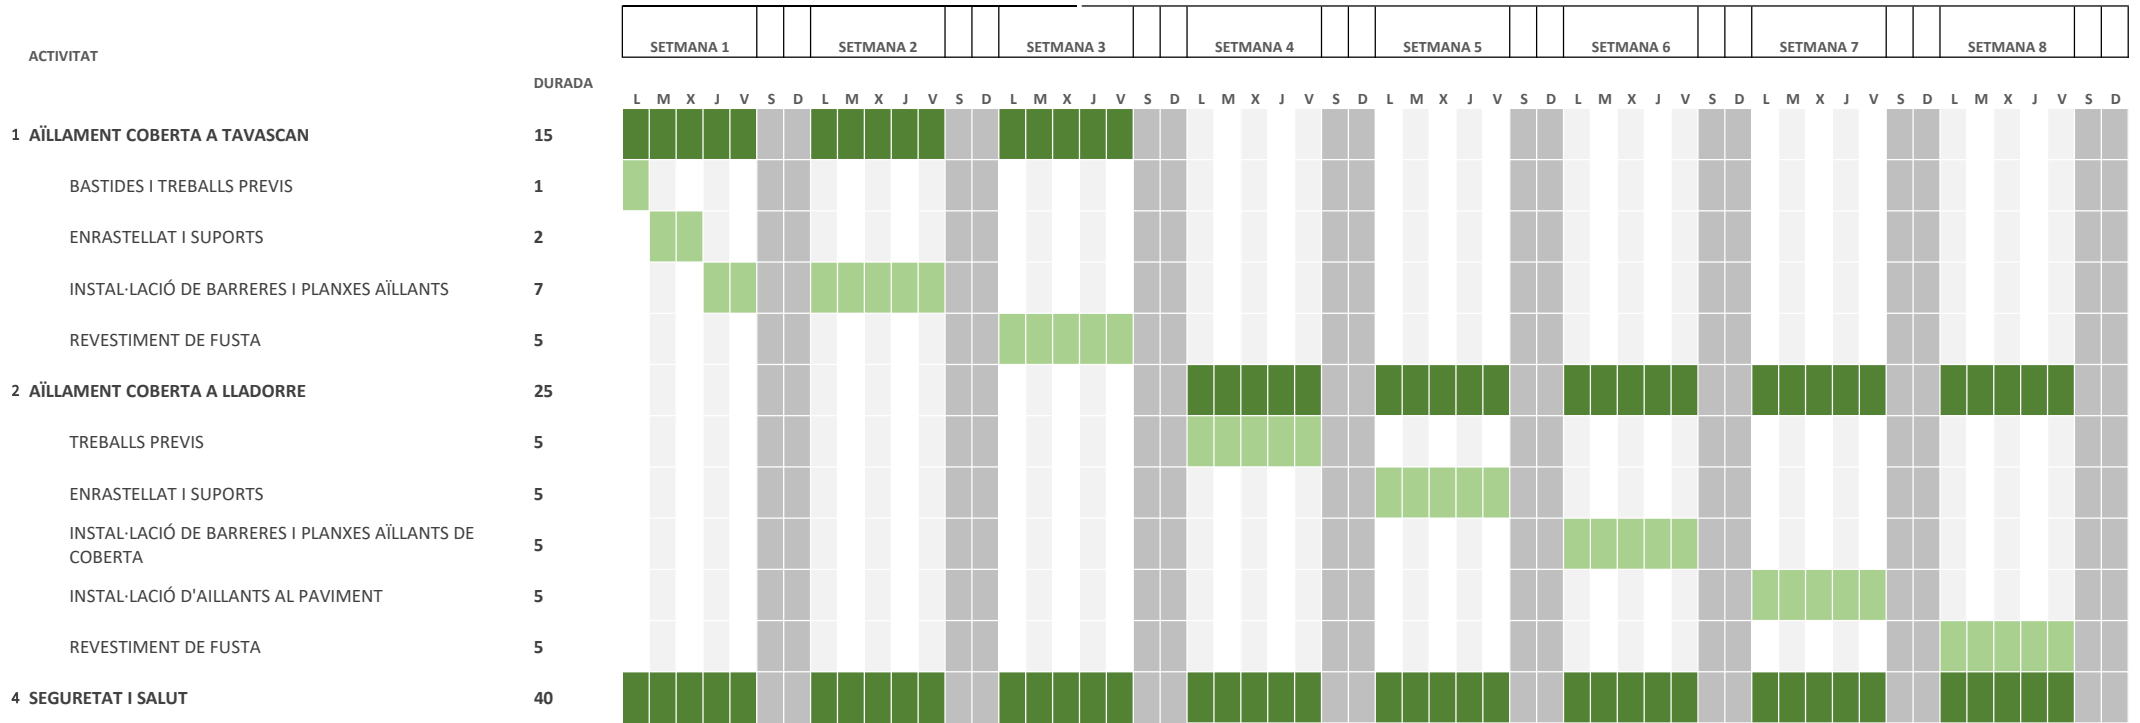 SETMANA 1 SETMANA 2 SETMANA 3 SETMANA 4 SETMANA 5 SETMANA 6 SETMANA 7 SETMANA 8
ACTIVITAT
DURADA
L M X J V S D L M X J V S D L M X J V S D L M X J V S D L M X J V S D L M X J V S D L M X J V S D L M X J V S D
1 AÏLLAMENT COBERTA A TAVASCAN 15
BASTIDES I TREBALLS PREVIS 1
ENRASTELLAT I SUPORTS 2
INSTAL·LACIÓ DE BARRERES I PLANXES AÏLLANTS 7
REVESTIMENT DE FUSTA 5
2 AÏLLAMENT COBERTA A LLADORRE 25
TREBALLS PREVIS 5
ENRASTELLAT I SUPORTS 5
INSTAL·LACIÓ DE BARRERES I PLANXES AÏLLANTS DE
COBERTA 5
INSTAL·LACIÓ D'AILLANTS AL PAVIMENT 5
REVESTIMENT DE FUSTA 5
4 SEGURETAT I SALUT 40